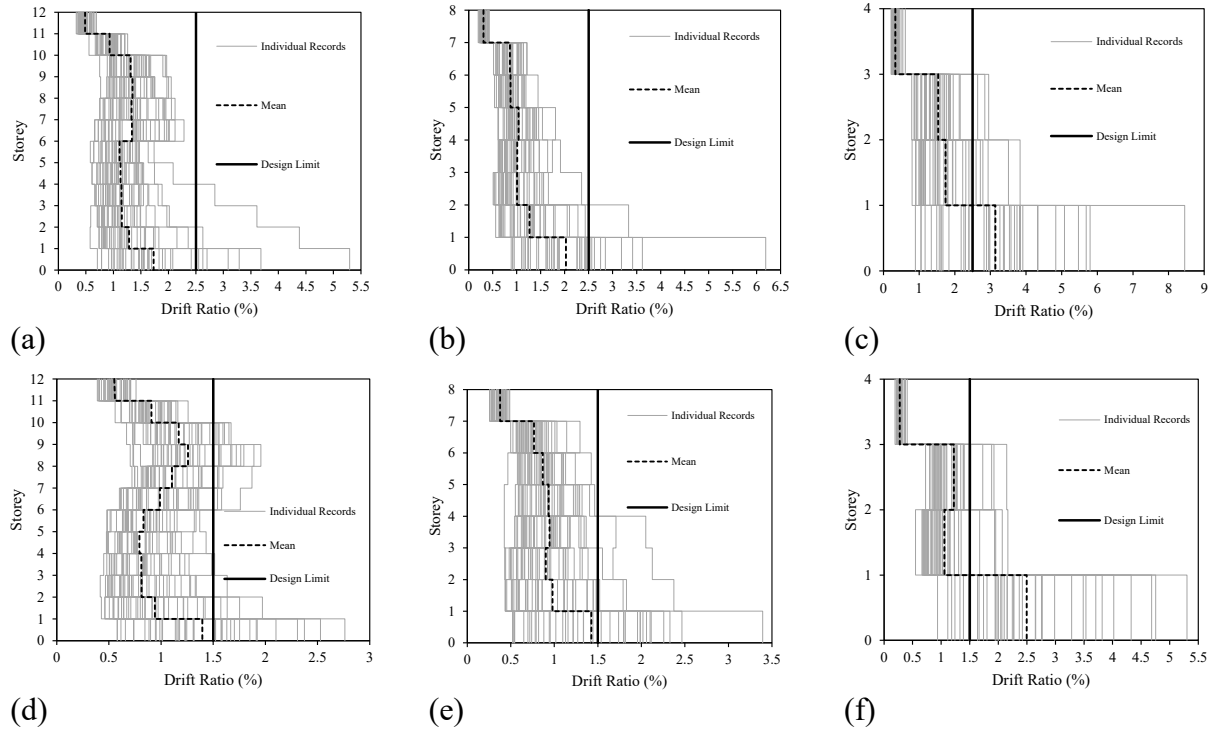 12
11
10
9
8
7
6
5
4
3
2
1
0
Storey
0 0.5 1 1.5 2 2.5 3 3.5 4 4.5 5 5.5
Drift Ratio (%)
Individual Records
Mean
Design Limit
(a)
8
7
6
5
4
3
2
1
0
Storey
0 0.5 1 1.5 2 2.5 3 3.5 4 4.5 5 5.5 6 6.5
Drift Ratio (%)
Individual Records
Mean
Design Limit
(b)
4
3
2
1
0
Storey
0 1 2 3 4 5 6 7 8 9
Drift Ratio (%)
Individual Records
Mean
Design Limit
(c)
12
11
10
9
8
7
6
5
4
3
2
1
0
Storey
0 0.5 1 1.5 2 2.5 3
Drift Ratio (%)
Individual Records
Mean
Design Limit
(d)
8
7
6
5
4
3
2
1
0
Storey
0 0.5 1 1.5 2 2.5 3 3.5
Drift Ratio (%)
Individual Records
Mean
Design Limit
(e)
4
3
2
1
0
Storey
0 0.5 1 1.5 2 2.5 3 3.5 4 4.5 5 5.5
Drift Ratio (%)
Individual Records
Mean
Design Limit
(f)